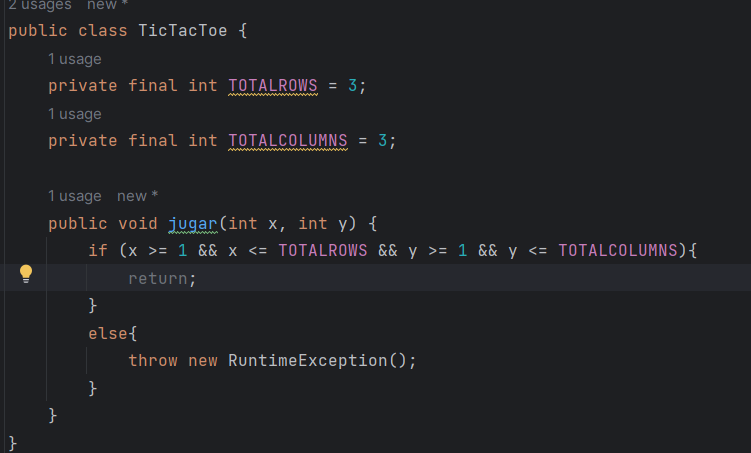 2 usages   new *
public class TicTacToe {
    1 usage
    private final int TOTALROWS = 3;
    1 usage
    private final int TOTALCOLUMNS = 3;
    1 usage   new *
    public void jugar(int x, int y) {
        if (x >= 1 && x <= TOTALROWS && y >= 1 && y <= TOTALCOLUMNS){
            return;
        }
        else{
            throw new RuntimeException();
        }
    }
}